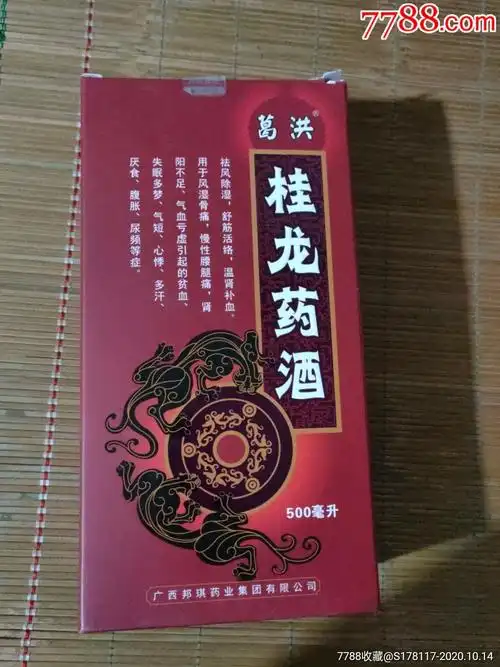 7788.com
葛洪®
桂龙药酒
祛风除湿，舒筋活络，温肾补血。
用于风湿骨痛，慢性腰腿痛，肾
阳不足、气血亏虚引起的贫血、
失眠多梦、气短、心悸、多汗、
厌食、腹胀、尿频等症。
500毫升
广西邦琪药业集团有限公司
7788收藏@S178117-2020.10.14